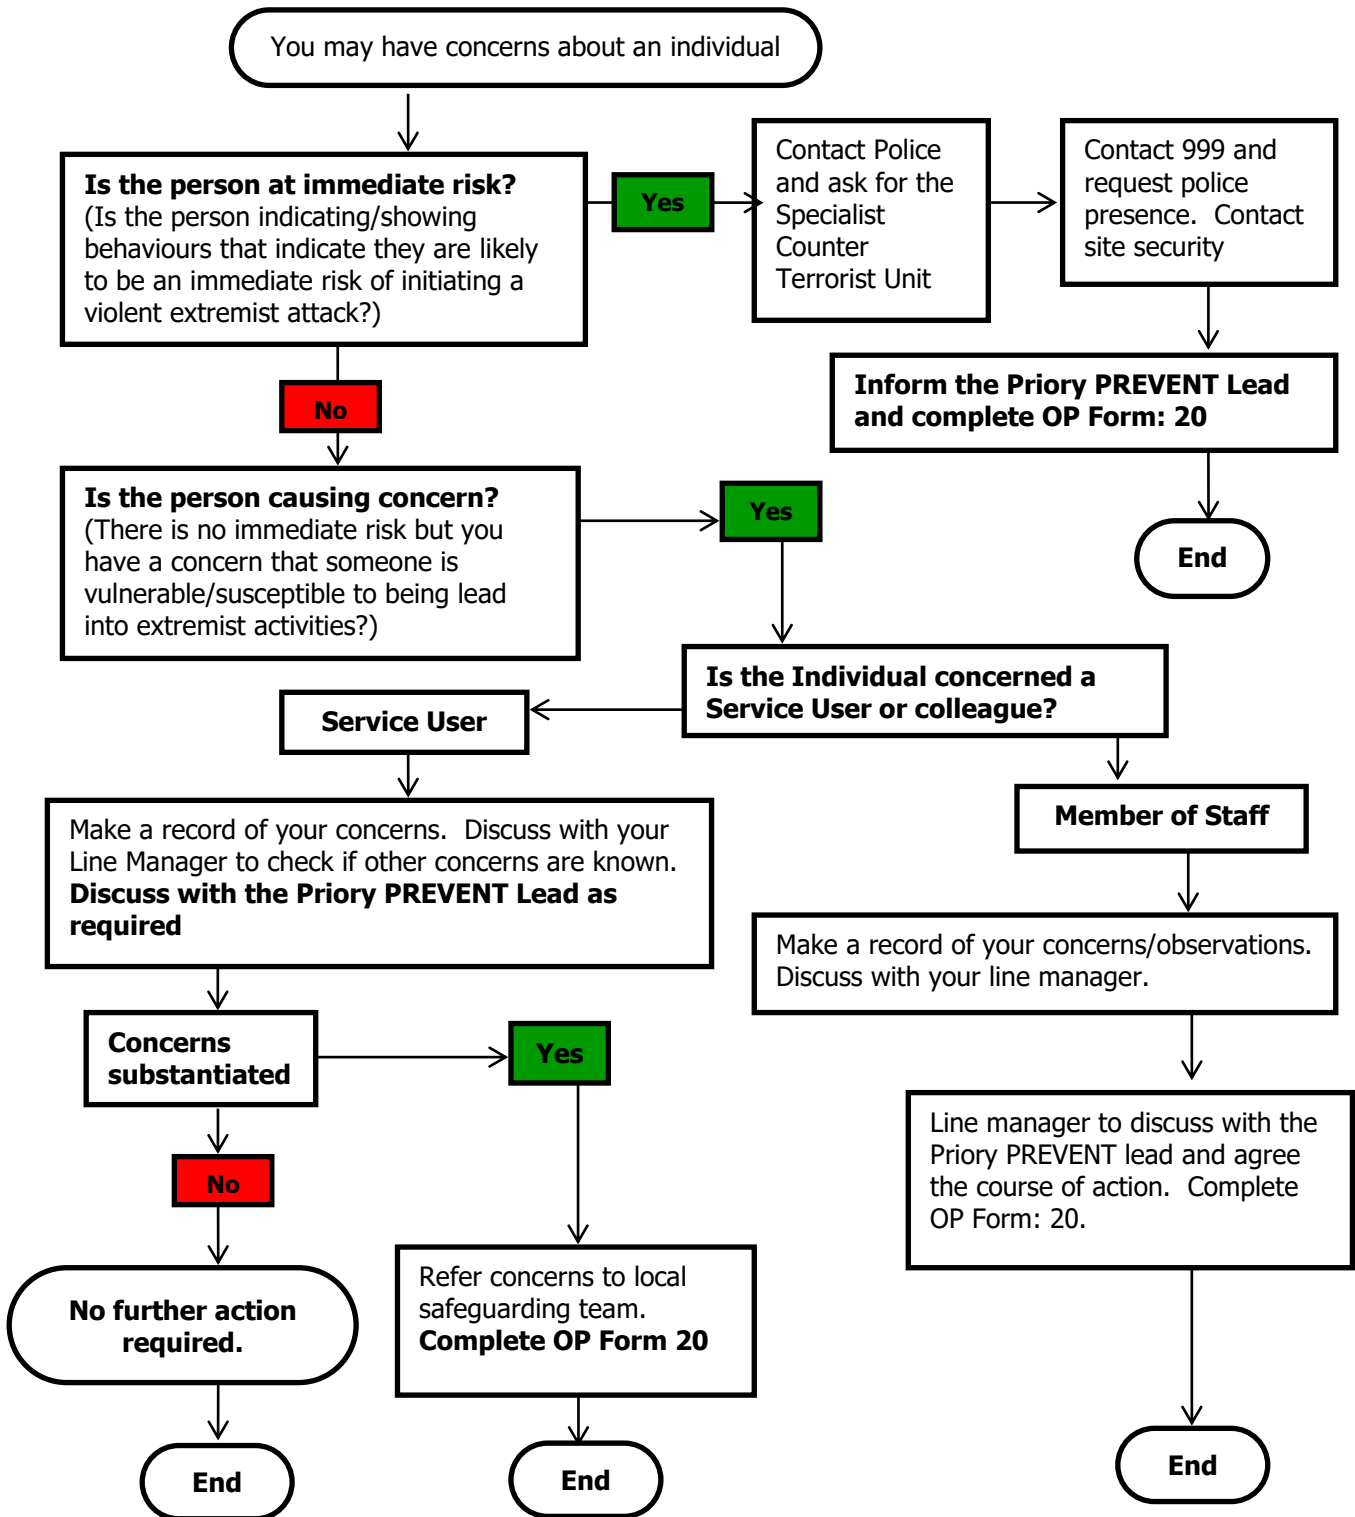 You may have concerns about an individual
Is the person at immediate risk?
(Is the person indicating/showing
behaviours that indicate they are likely
to be an immediate risk of initiating a
violent extremist attack?)
Yes
Contact Police
and ask for the
Specialist
Counter
Terrorist Unit
Contact 999 and
request police
presence.  Contact
site security
Inform the Priory PREVENT Lead
and complete OP Form: 20
End
No
Is the person causing concern?
(There is no immediate risk but you
have a concern that someone is
vulnerable/susceptible to being lead
into extremist activities?)
Yes
Is the Individual concerned a
Service User or colleague?
Service User
Member of Staff
Make a record of your concerns.  Discuss with your
Line Manager to check if other concerns are known.
Discuss with the Priory PREVENT Lead as
required
Make a record of your concerns/observations.
Discuss with your line manager.
Concerns
substantiated
Yes
No
Line manager to discuss with the
Priory PREVENT lead and agree
the course of action.  Complete
OP Form: 20.
No further action
required.
Refer concerns to local
safeguarding team.
Complete OP Form 20
End
End
End